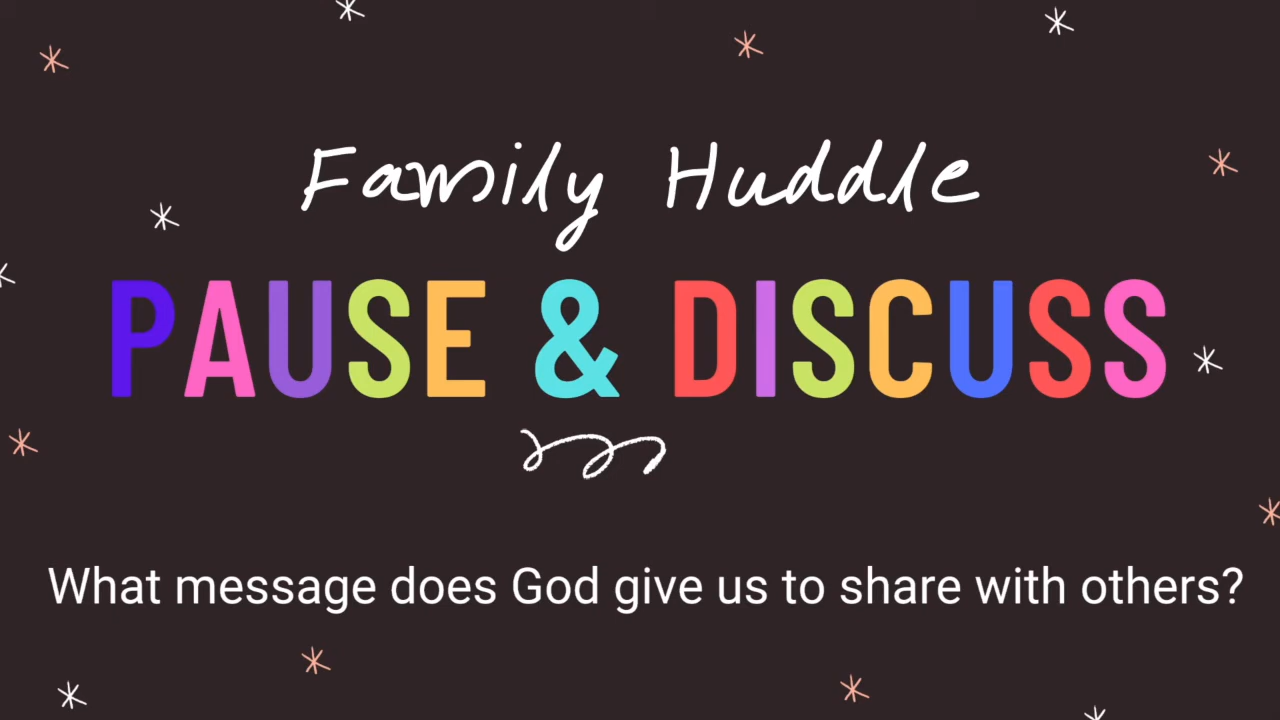 Family Huddle
PAUSE & DISCUSS
What message does God give us to share with others?